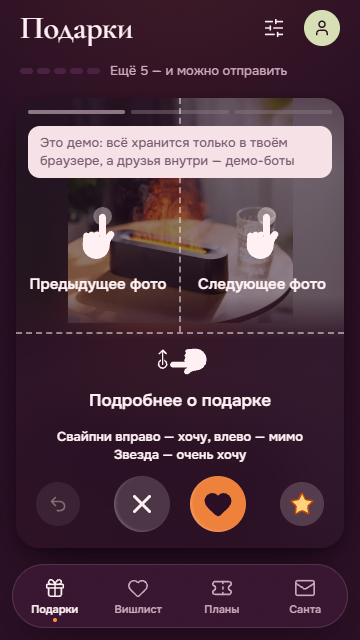 Подарки
Ещё 5 — и можно отправить
Это демо: всё хранится только в твоём
браузере, а друзья внутри — демо-боты
Предыдущее фото
Следующее фото
Подробнее о подарке
Свайпни вправо — хочу, влево — мимо
Звезда — очень хочу
Подарки
Вишлист
Планы
Санта